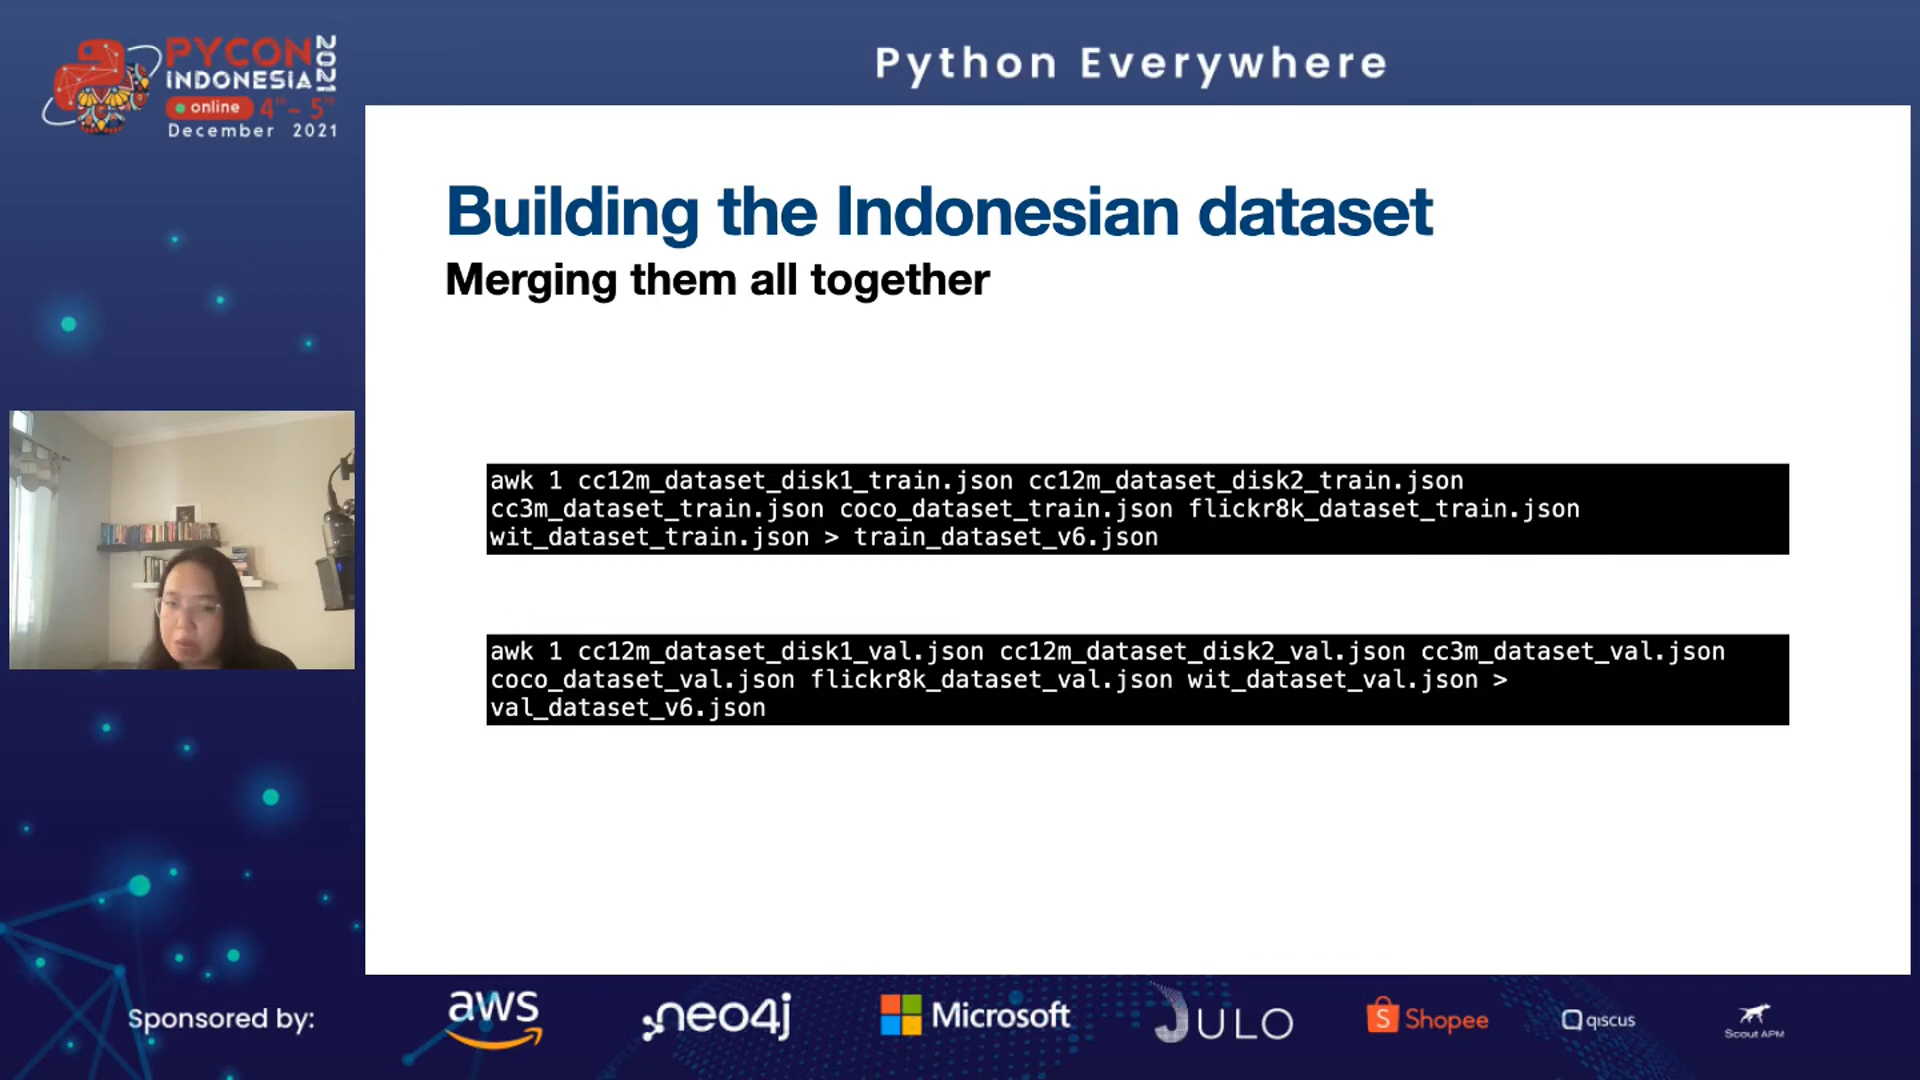 PYCON 2021
INDONESIA
online 4th - 5th
December 2021
Python Everywhere
Building the Indonesian dataset
Merging them all together
awk 1 cc12m_dataset_disk1_train.json cc12m_dataset_disk2_train.json
cc3m_dataset_train.json coco_dataset_train.json flickr8k_dataset_train.json
wit_dataset_train.json > train_dataset_v6.json
awk 1 cc12m_dataset_disk1_val.json cc12m_dataset_disk2_val.json cc3m_dataset_val.json
coco_dataset_val.json flickr8k_dataset_val.json wit_dataset_val.json >
val_dataset_v6.json
Sponsored by:
aws
neo4j
Microsoft
JULO
Shopee
qiscus
Scout APM